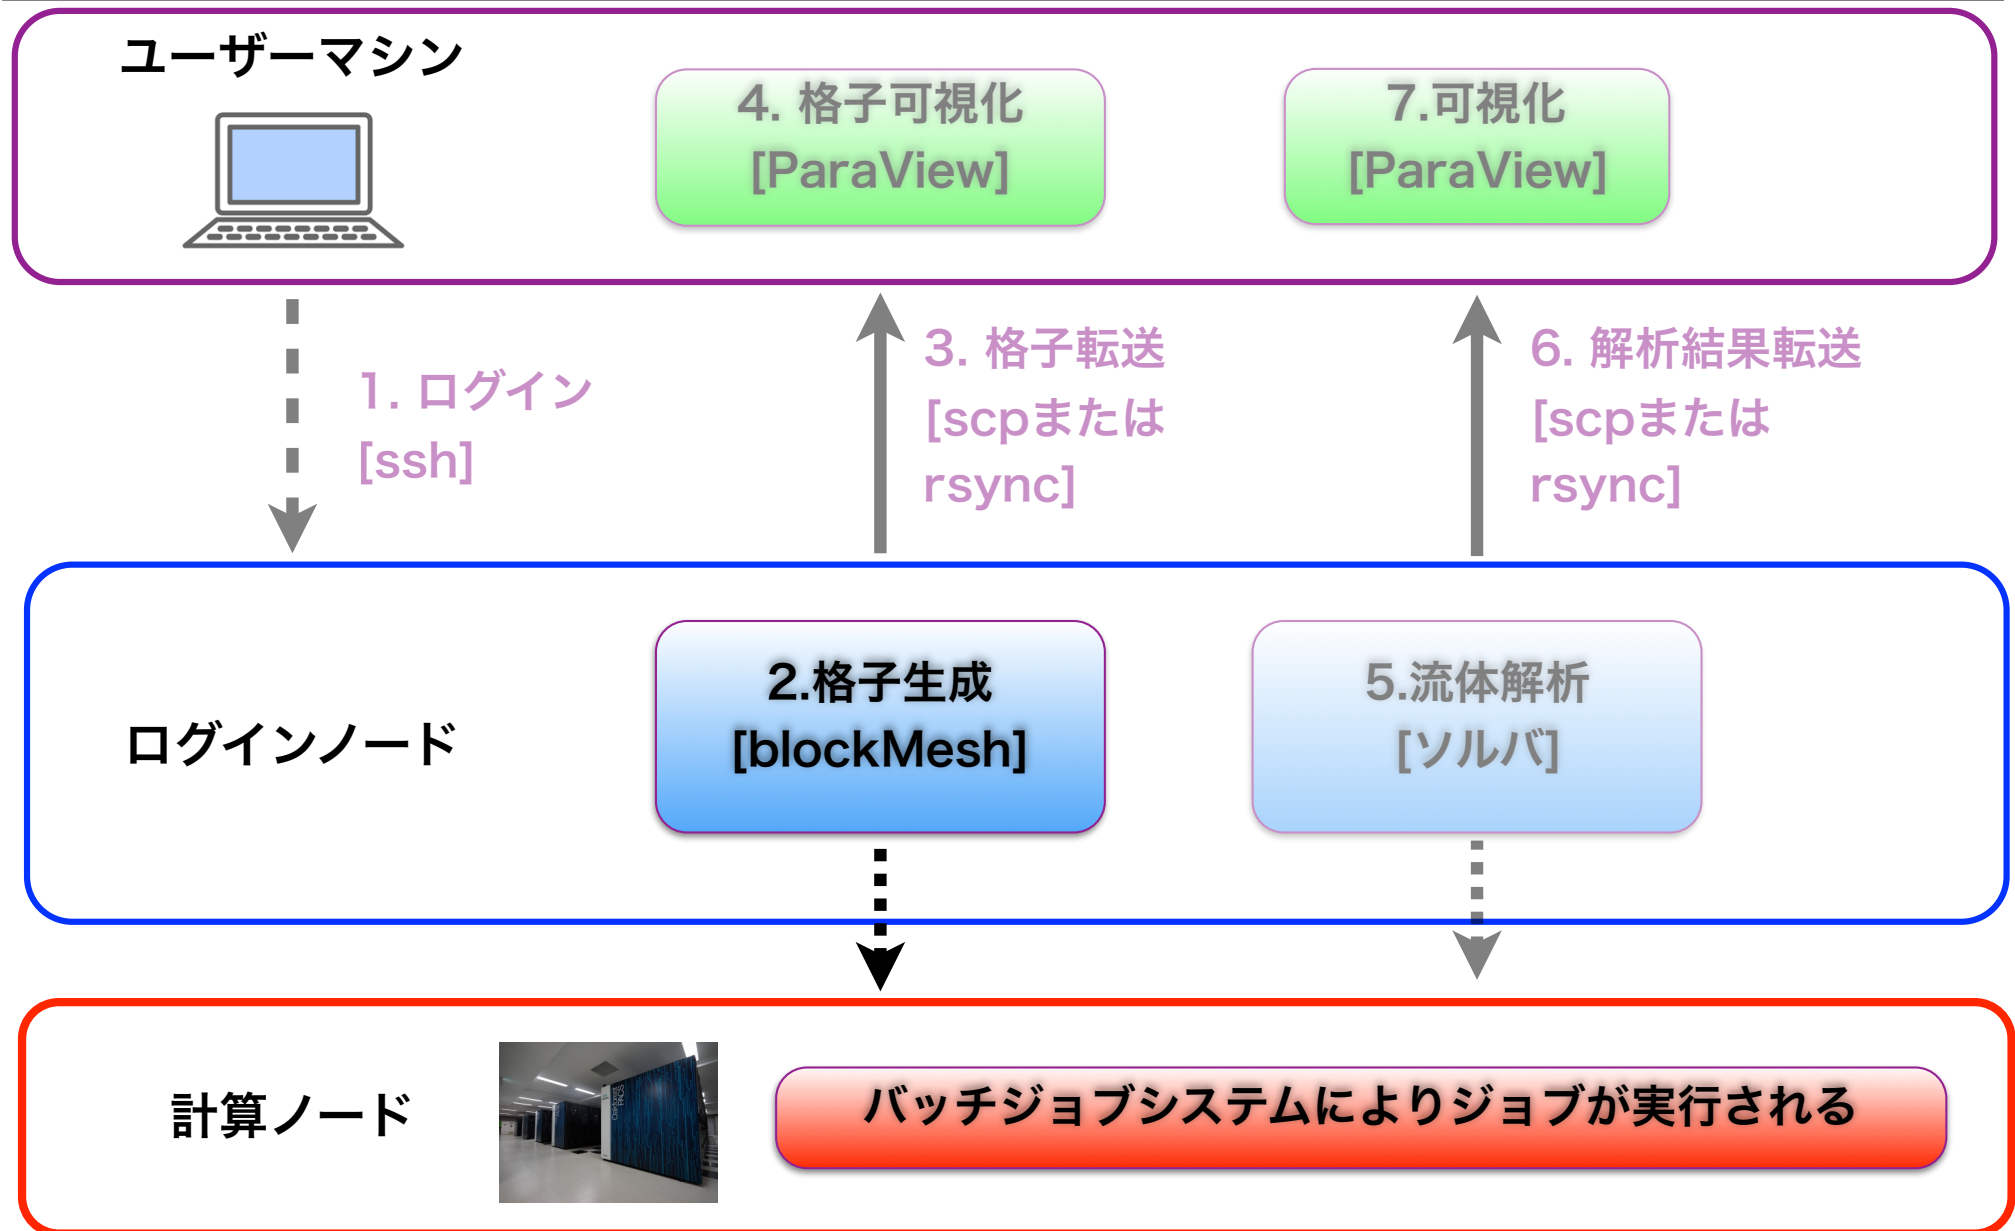 ユーザーマシン
4. 格子可視化
[ParaView]
7.可視化
[ParaView]
1. ログイン
[ssh]
3. 格子転送
[scpまたは
rsync]
6. 解析結果転送
[scpまたは
rsync]
ログインノード
2.格子生成
[blockMesh]
5.流体解析
[ソルバ]
計算ノード
バッチジョブシステムによりジョブが実行される